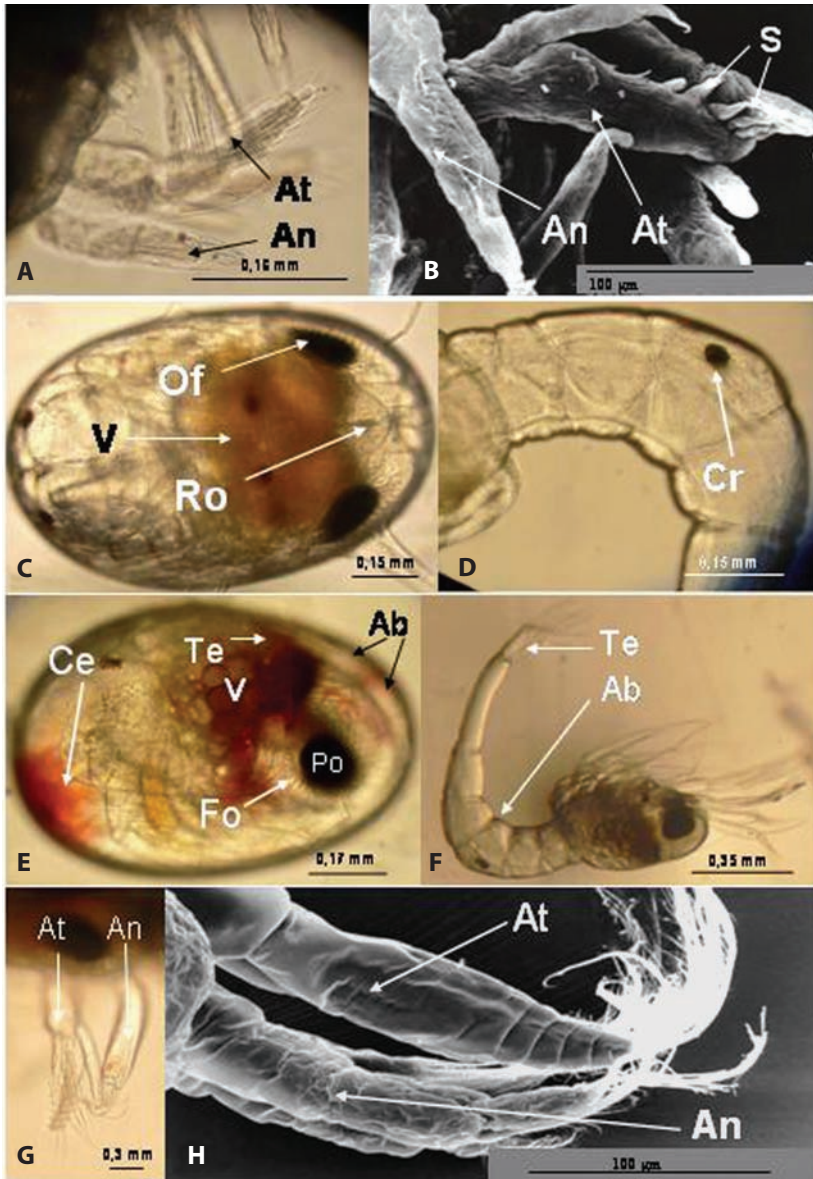 At
An
0,16 mm
A
S
An
At
B
100 µm
Of
V
Ro
C
0,15 mm
Cr
D
0,15 mm
Te
Ab
Ce
V
Po
Fo
E
0,17 mm
Te
Ab
F
0,35 mm
At
An
G
0,3 mm
At
An
H
100 µm